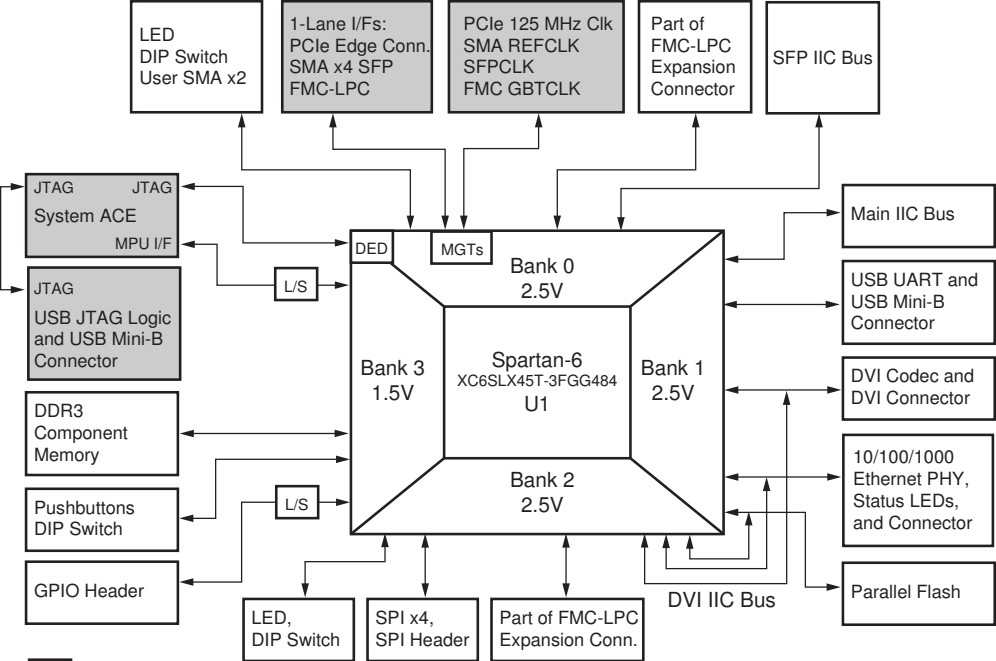 LED
DIP Switch
User SMA x2
1-Lane I/Fs:
PCIe Edge Conn.
SMA x4 SFP
FMC-LPC
PCIe 125 MHz Clk
SMA REFCLK
SFPCLK
FMC GBTCLK
Part of
FMC-LPC
Expansion
Connector
SFP IIC Bus
JTAG JTAG
System ACE
MPU I/F
JTAG
USB JTAG Logic
and USB Mini-B
Connector
L/S
DED
MGTs
Bank 0
2.5V
Bank 3
1.5V
Spartan-6
XC6SLX45T-3FGG484
U1
Bank 1
2.5V
Bank 2
2.5V
Main IIC Bus
USB UART and
USB Mini-B
Connector
DVI Codec and
DVI Connector
10/100/1000
Ethernet PHY,
Status LEDs,
and Connector
Parallel Flash
DDR3
Component
Memory
Pushbuttons
DIP Switch
L/S
GPIO Header
LED,
DIP Switch
SPI x4,
SPI Header
Part of FMC-LPC
Expansion Conn.
DVI IIC Bus